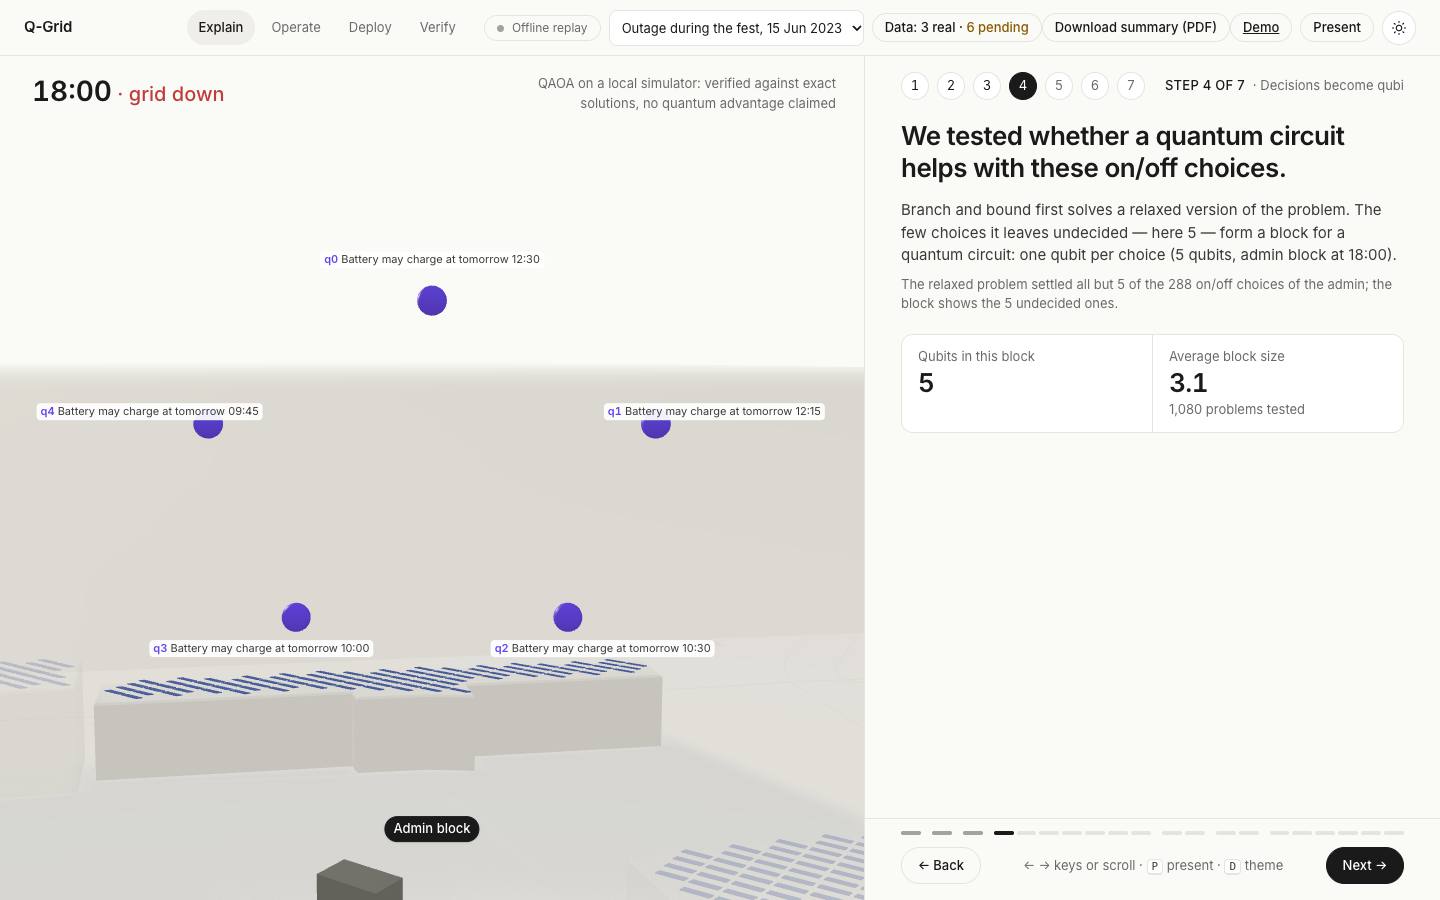 Q-Grid
Explain
Operate
Deploy
Verify
Offline replay
Outage during the fest, 15 Jun 2023
Data: 3 real · 6 pending
Download summary (PDF)
Demo
Present
18:00 · grid down
QAOA on a local simulator: verified against exact
solutions, no quantum advantage claimed
q0 Battery may charge at tomorrow 12:30
q4 Battery may charge at tomorrow 09:45
q1 Battery may charge at tomorrow 12:15
q3 Battery may charge at tomorrow 10:00
q2 Battery may charge at tomorrow 10:30
Admin block
1 2 3 4 5 6 7
STEP 4 OF 7 · Decisions become qubi
We tested whether a quantum circuit
helps with these on/off choices.
Branch and bound first solves a relaxed version of the problem. The
few choices it leaves undecided — here 5 — form a block for a
quantum circuit: one qubit per choice (5 qubits, admin block at 18:00).
The relaxed problem settled all but 5 of the 288 on/off choices of the admin; the
block shows the 5 undecided ones.
Qubits in this block
5
Average block size
3.1
1,080 problems tested
← Back
← → keys or scroll · P present · D theme
Next →